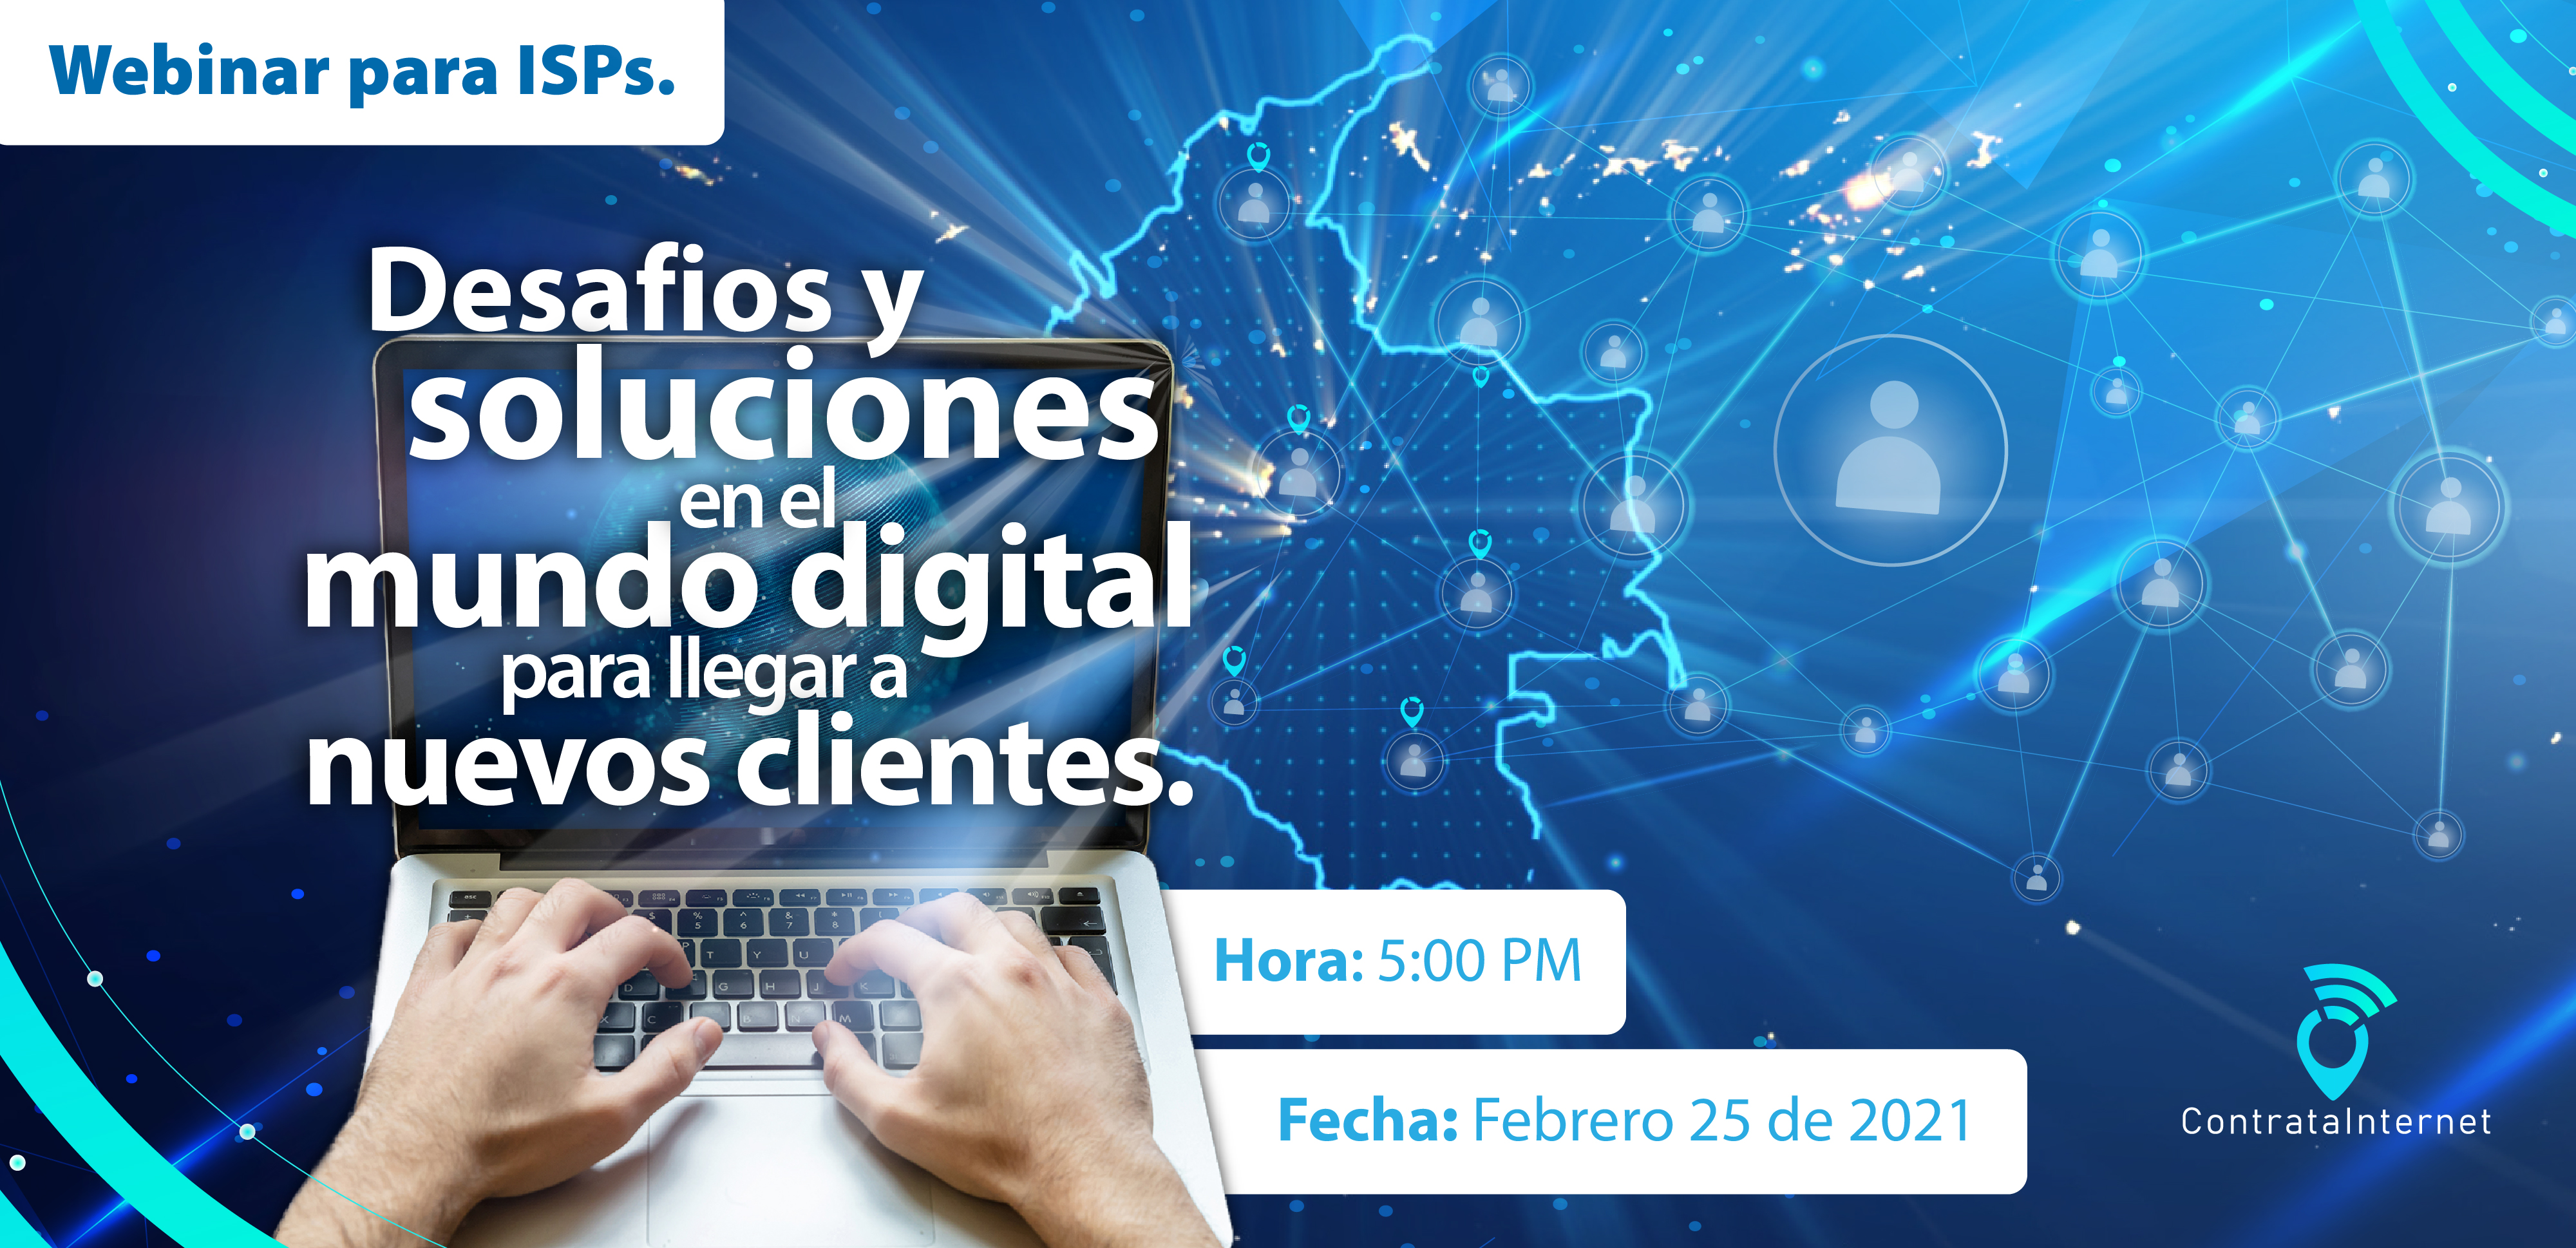 Webinar para ISPs.
Desafios y
soluciones
en el
mundo digital
para llegar a
nuevos clientes.
Hora: 5:00 PM
Fecha: Febrero 25 de 2021
ContrataInternet